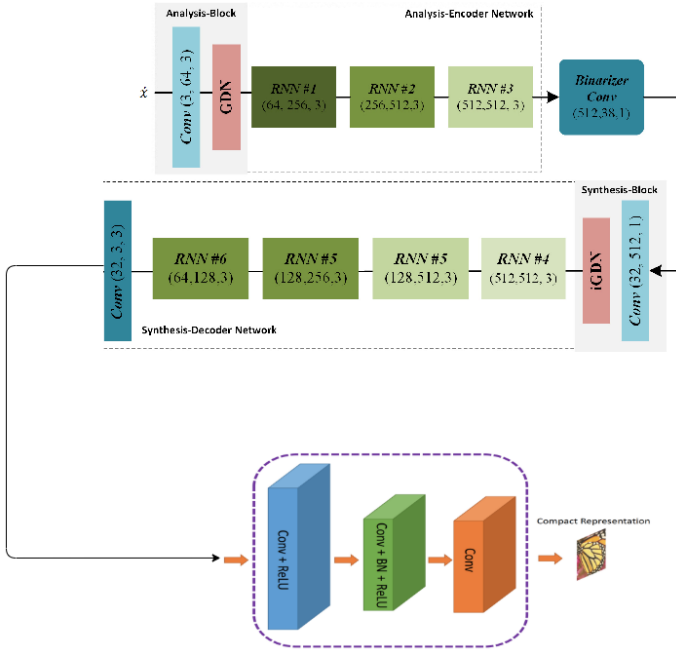 Analysis-Block
Analysis-Encoder Network
ẋ
Conv (3, 64, 3)
GDN
RNN #1
(64, 256, 3)
RNN #2
(256,512,3)
RNN #3
(512,512, 3)
Binarizer
Conv
(512,38,1)
Synthesis-Block
Conv (32, 3, 3)
RNN #6
(64,128,3)
RNN #5
(128,256,3)
RNN #5
(128,512,3)
RNN #4
(512,512, 3)
iGDN
Conv (32, 512, 1)
Synthesis-Decoder Network
Conv + ReLU
Conv + BN + ReLU
Conv
Compact Representation